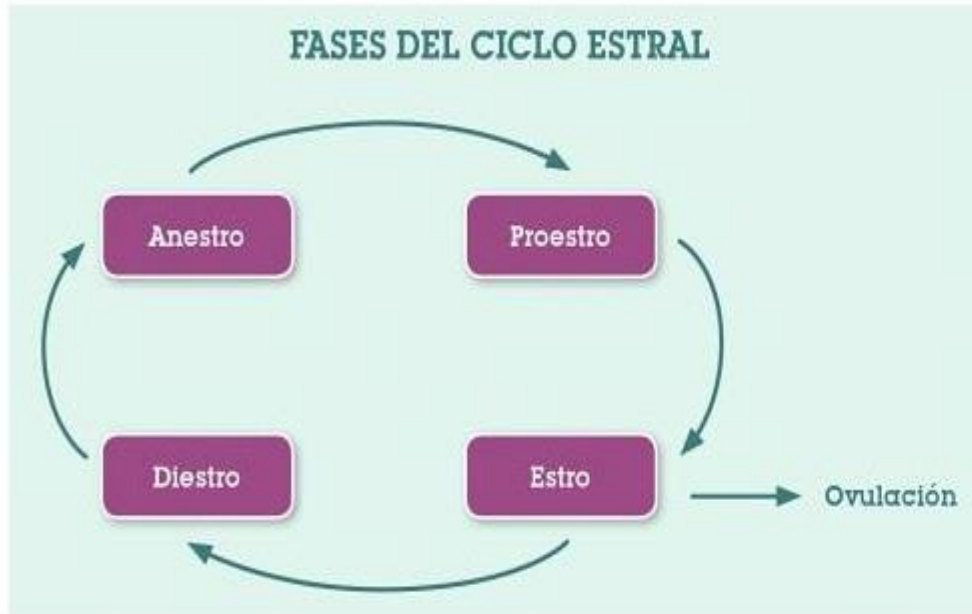 FASES DEL CICLO ESTRAL
Anestro
Proestro
Diestro
Estro
Ovulación